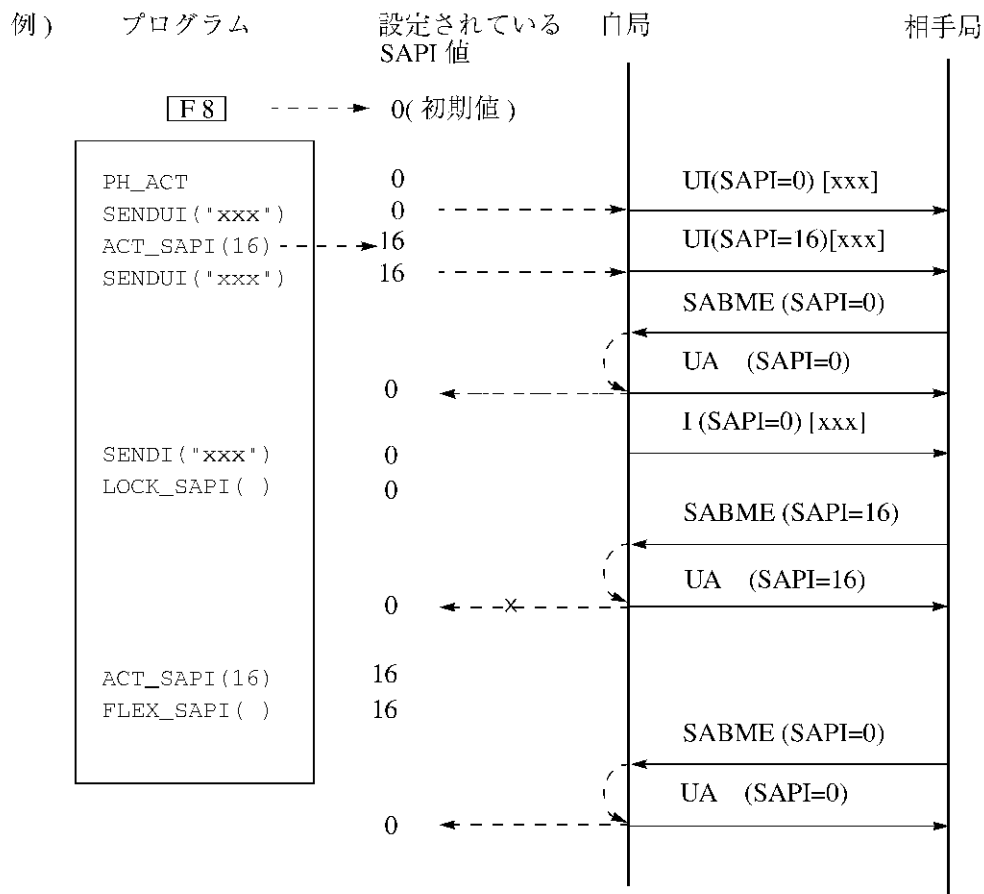 例) プログラム 設定されている SAPI 値 自局 相手局
F8 0(初期値)
PH_ACT 0 UI(SAPI=0) [xxx]
SENDUI("xxx") 0
ACT_SAPI(16) 16 UI(SAPI=16)[xxx]
SENDUI("xxx") 16
SABME (SAPI=0)
UA (SAPI=0)
0
I (SAPI=0) [xxx]
SENDI("xxx") 0
LOCK_SAPI( ) 0
SABME (SAPI=16)
UA (SAPI=16)
0 x
ACT_SAPI(16) 16
FLEX_SAPI( ) 16
SABME (SAPI=0)
UA (SAPI=0)
0